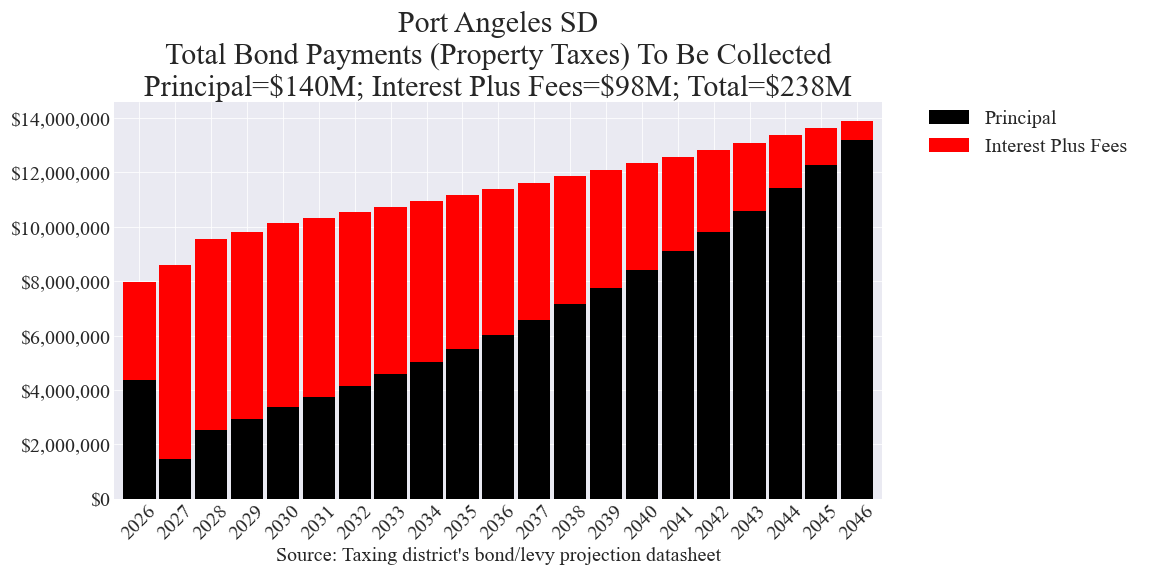 Port Angeles SD
Total Bond Payments (Property Taxes) To Be Collected
Principal=$140M; Interest Plus Fees=$98M; Total=$238M
Principal
Interest Plus Fees
$14,000,000
$12,000,000
$10,000,000
$8,000,000
$6,000,000
$4,000,000
$2,000,000
$0
2026 2027 2028 2029 2030 2031 2032 2033 2034 2035 2036 2037 2038 2039 2040 2041 2042 2043 2044 2045 2046
Source: Taxing district's bond/levy projection datasheet